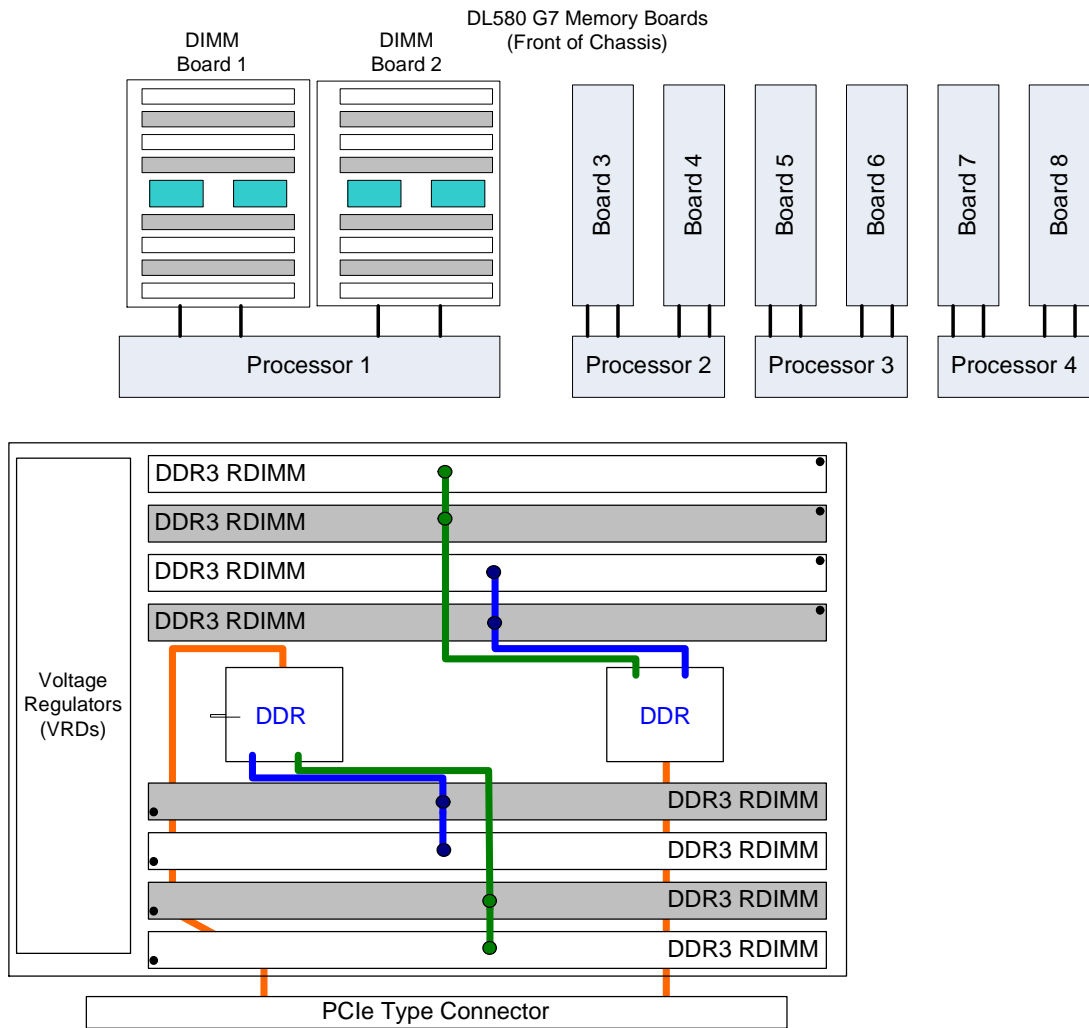 DL580 G7 Memory Boards
(Front of Chassis)
DIMM
Board 1
DIMM
Board 2
Board 3
Board 4
Board 5
Board 6
Board 7
Board 8
Processor 1
Processor 2
Processor 3
Processor 4
DDR3 RDIMM
DDR3 RDIMM
DDR3 RDIMM
DDR3 RDIMM
Voltage
Regulators
(VRDs)
DDR
DDR
DDR3 RDIMM
DDR3 RDIMM
DDR3 RDIMM
DDR3 RDIMM
PCIe Type Connector